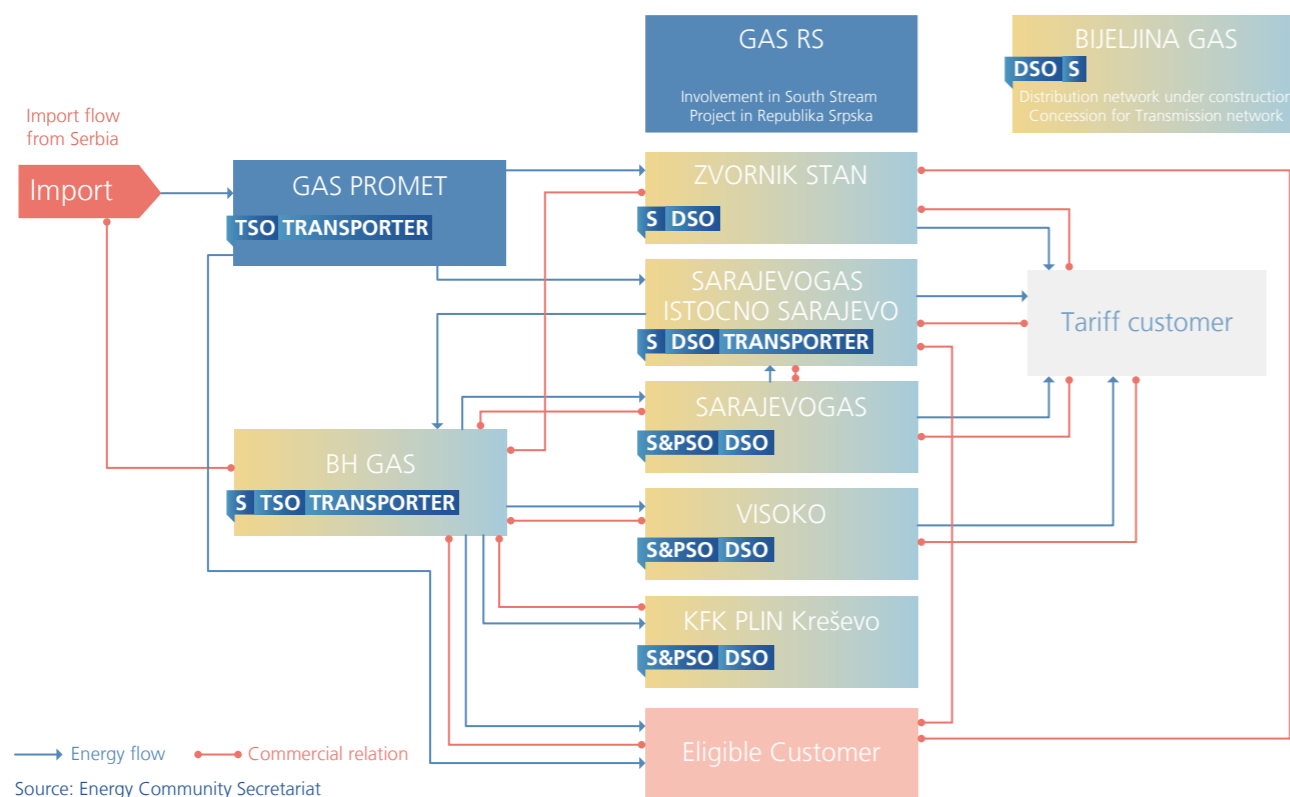 GAS RS
Involvement in South Stream
Project in Republika Srpska
BIJELJINA GAS
DSO S
Distribution network under construction
Concession for Transmission network
Import flow
from Serbia
Import
GAS PROMET
TSO TRANSPORTER
ZVORNIK STAN
S DSO
SARAJEVOGAS
ISTOCNO SARAJEVO
S DSO TRANSPORTER
Tariff customer
SARAJEVOGAS
S&PSO DSO
BH GAS
S TSO TRANSPORTER
VISOKO
S&PSO DSO
KFK PLIN Kreševo
S&PSO DSO
Eligible Customer
Energy flow
Commercial relation
Source: Energy Community Secretariat